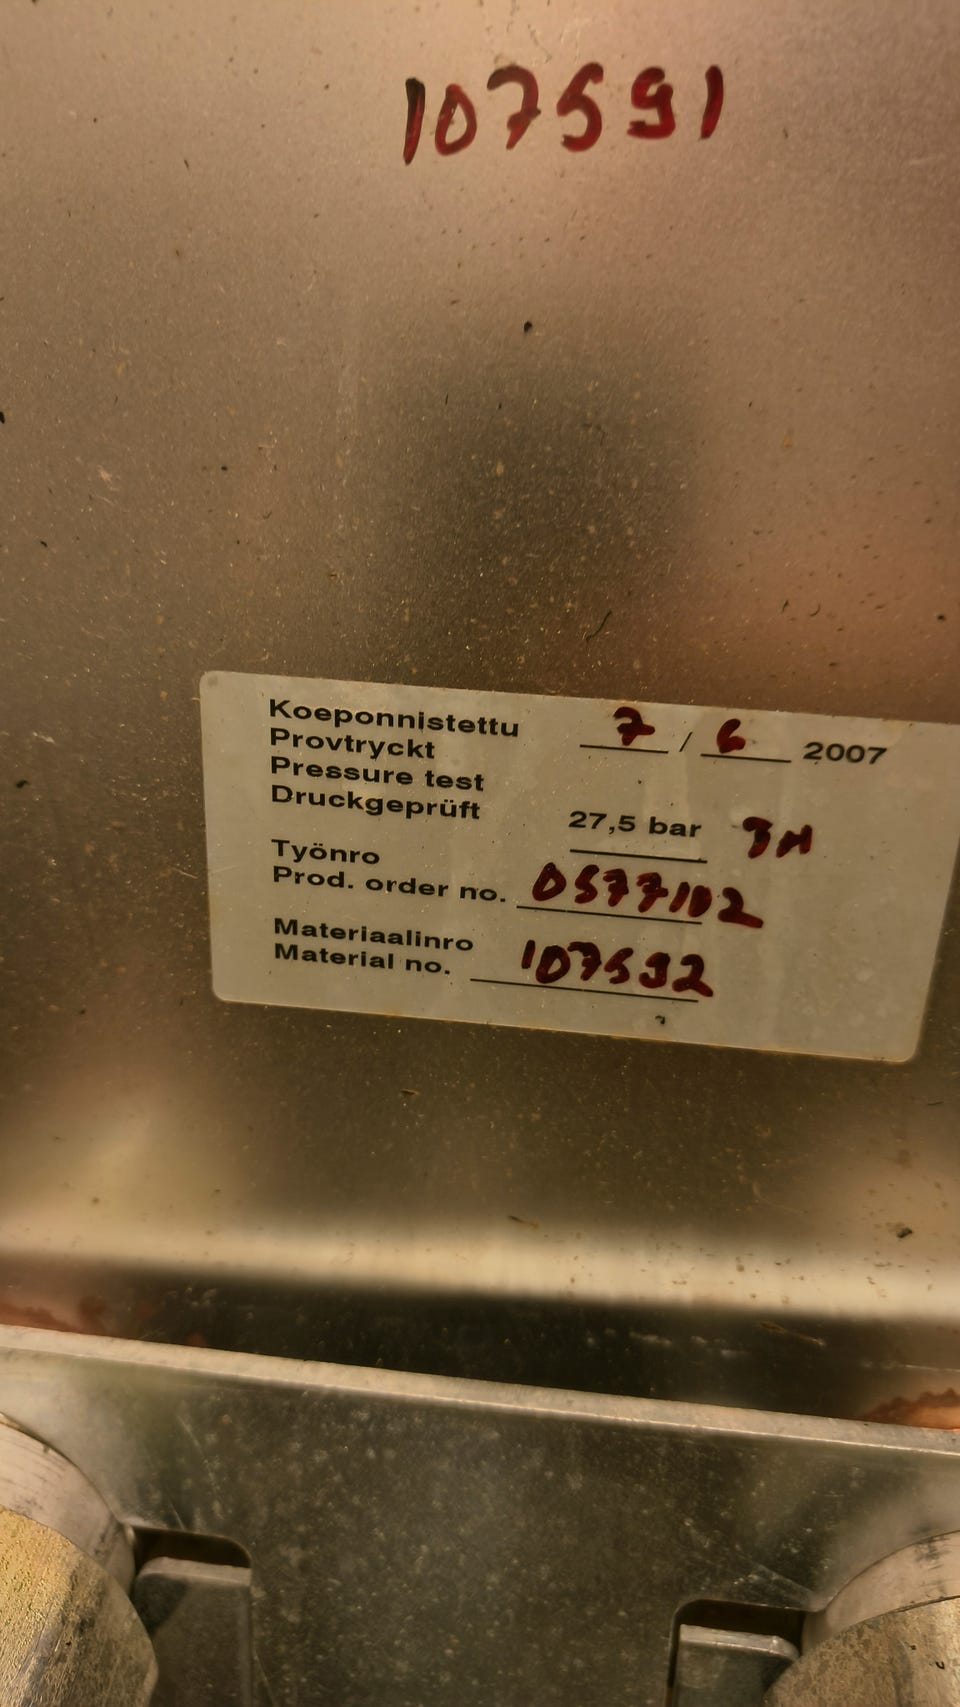 107591
Koeponnistettu 7 / 6 2007
Provtryckt
Pressure test
Druckgeprüft 27,5 bar
Työnro
Prod. order no. 0577102
Materiaalinro
Material no. 107592